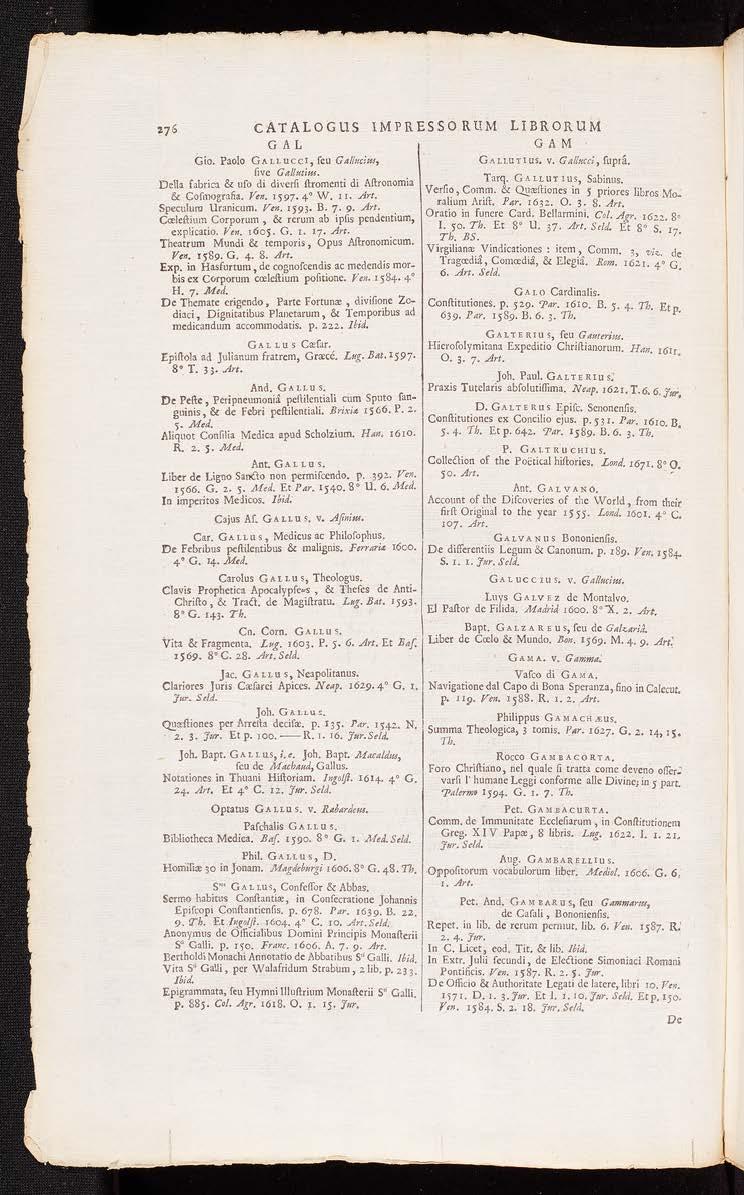 276 CATALOGUS IMPRESSORUM LIBRORUM
GAL
Gio. Paolo GALLUCCI, ſeu Gallucius,
ſive Gallutius.
Della fabrica & uſo di diverſi ſtromenti di Aſtronomia
& Coſmografia. Ven. 1597. 4° W. 11. Art.
Speculum Uranicum. Ven. 1593. B. 7. 9. Art.
Cœleſtium Corporum, & rerum ab ipſis pendentium,
explicatio. Ven. 1605. G. 1. 17. Art.
Theatrum Mundi & temporis, Opus Aſtronomicum.
Ven. 1589. G. 4. 8. Art.
Exp. in Hasfurtum, de cognoſcendis ac medendis mor-
bis ex Corporum cœleſtium poſitione. Ven. 1584. 4°
H. 7. Med.
De Themate erigendo, Parte Fortunæ, diviſione Zo-
diaci, Dignitatibus Planetarum, & Temporibus ad
medicandum accommodatis. p. 222. Ibid.
GALLUS Cæſar.
Epiſtola ad Julianum fratrem, Græcé. Lug. Bat. 1597.
8° T. 33. Art.
And. GALLUS.
De Peſte, Peripneumoniâ peſtilentiali cum Sputo ſan-
guinis, & de Febri peſtilentiali. Brixiæ 1566. P. 2.
5. Med.
Aliquot Conſilia Medica apud Scholzium. Han. 1610.
R. 2. 5. Med.
Ant. GALLUS.
Liber de Ligno Sancto non permiſcendo. p. 392. Ven.
1566. G. 2. 5. Med. Et Par. 1540. 8° U. 6. Med.
In imperitos Medicos. Ibid.
Cajus Aſ. GALLUS. v. Aſinius.
Car. GALLUS, Medicus ac Philoſophus.
De Febribus peſtilentibus & malignis. Ferrariæ 1600.
4° G. 14. Med.
Carolus GALLUS, Theologus.
Clavis Prophetica Apocalypſews, & Theſes de Anti-
Chriſto, & Tract. de Magiſtratu. Lug. Bat. 1593.
8° G. 143. Th.
Cn. Corn. GALLUS.
Vita & Fragmenta. Lug. 1603. P. 5. 6. Art. Et Baſ.
1569. 8° C. 28. Art. Seld.
Jac. GALLUS, Neapolitanus.
Clariores Juris Cæſarei Apices. Neap. 1629. 4° G. 1.
Jur. Seld.
Joh. GALLUS.
Quæſtiones per Arreſta deciſæ. p. 135. Par. 1542. N.
2. 3. Jur. Et p. 100.—R. 1. 16. Jur. Seld.
Joh. Bapt. GALLUS, i.e. Joh. Bapt. Macaldus,
ſeu de Machaud, Gallus.
Notationes in Thuani Hiſtoriam. Ingolſt. 1614. 4° G.
24. Art. Et 4° C. 12. Jur. Seld.
Optatus GALLUS. v. Rabardeus.
Paſchalis GALLUS.
Bibliotheca Medica. Baſ. 1590. 8° G. 1. Med. Seld.
Phil. GALLUS, D.
Homiliæ 30 in Jonam. Magdeburgi 1606. 8° G. 48. Th.
Sus GALLUS, Confeſſor & Abbas.
Sermo habitus Conſtantiæ, in Conſecratione Johannis
Epiſcopi Conſtantienſis. p. 678. Par. 1639. B. 22.
9. Th. Et Ingolſt. 1604. 4° C. 10. Art. Seld.
Anonymus de Officialibus Domini Principis Monaſterii
Sti Galli. p. 150. Franc. 1606. A. 7. 9. Art.
Bertholdi Monachi Annotatio de Abbatibus Sti Galli. Ibid.
Vita Sti Galli, per Walafridum Strabum, 2 lib. p. 233.
Ibid.
Epigrammata, ſeu Hymni Illuſtrium Monaſterii Sti Galli.
p. 885. Col. Agr. 1618. O. 1. 15. Jur.
GAM
GALLUTIUS. v. Gallucci, ſuprâ.
Tarq. GALLUTIUS, Sabinus.
Verſio, Comm. & Quæſtiones in 5 priores libros Mo-
ralium Ariſt. Par. 1632. O. 3. 8. Art.
Oratio in funere Card. Bellarmini. Col. Agr. 1622. 8°
I. 50. Th. Et 8° U. 37. Art. Seld. Et 8° S. 17.
Th. BS.
Virgilianæ Vindicationes: item, Comm. 3, viz. de
Tragœdiâ, Comœdiâ, & Elegiâ. Rom. 1621. 4° G.
6. Art. Seld.
GALO Cardinalis.
Conſtitutiones. p. 529. Par. 1610. B. 5. 4. Th. Et p.
639. Par. 1589. B. 6. 3. Th.
GALTERIUS, ſeu Gauterius.
Hieroſolymitana Expeditio Chriſtianorum. Han. 1611.
O. 3. 7. Art.
Joh. Paul. GALTERIUS.
Praxis Tutelaris abſolutiſſima. Neap. 1621. T. 6. 6. Jur.
D. GALTERUS Epiſc. Senonenſis.
Conſtitutiones ex Concilio ejus. p. 531. Par. 1610. B.
5. 4. Th. Et p. 642. Par. 1589. B. 6. 3. Th.
P. GALTRUCHIUS.
Collection of the Poëtical hiſtories. Lond. 1671. 8° O.
50. Art.
Ant. GALVANO.
Account of the Diſcoveries of the World, from their
firſt Original to the year 1555. Lond. 1601. 4° C.
107. Art.
GALVANUS Bononienſis.
De differentiis Legum & Canonum. p. 189. Ven. 1584.
S. 1. 1. Jur. Seld.
GALUCCIUS. v. Gallucius.
Luys GALVEZ de Montalvo.
El Paſtor de Filida. Madrid 1600. 8° X. 2. Art.
Bapt. GALZAREUS, ſeu de Galzariâ.
Liber de Cœlo & Mundo. Bon. 1569. M. 4. 9. Art.
GAMA. v. Gamma.
Vaſco di GAMA.
Navigatione dal Capo di Bona Speranza, fino in Calecut.
p. 119. Ven. 1588. R. 1. 2. Art.
Philippus GAMACHÆUS.
Summa Theologica, 3 tomis. Par. 1627. G. 2. 14, 15.
Th.
Rocco GAMBACORTA.
Foro Chriſtiano, nel quale ſi tratta come deveno oſſer-
varſi l'humane Leggi conforme alle Divine; in 5 part.
Palermo 1594. G. 1. 7. Th.
Pet. GAMBACURTA.
Comm. de Immunitate Eccleſiarum, in Conſtitutionem
Greg. XIV Papæ, 8 libris. Lug. 1622. I. 1. 21.
Jur. Seld.
Aug. GAMBARELLIUS.
Oppoſitorum vocabulorum liber. Mediol. 1606. G. 6.
1. Art.
Pet. And. GAMBARUS, ſeu Gammarus,
de Caſali, Bononienſis.
Repet. in lib. de rerum permut. lib. 6. Ven. 1587. R.
2. 4. Jur.
In C. Licet, eod. Tit. & lib. Ibid.
In Extr. Julii ſecundi, de Electione Simoniaci Romani
Pontificis. Ven. 1587. R. 2. 5. Jur.
De Officio & Authoritate Legati de latere, libri 10. Ven.
1571. D. 1. 3. Jur. Et I. 1. 10. Jur. Seld. Et p. 150.
Ven. 1584. S. 2. 18. Jur. Seld.
De